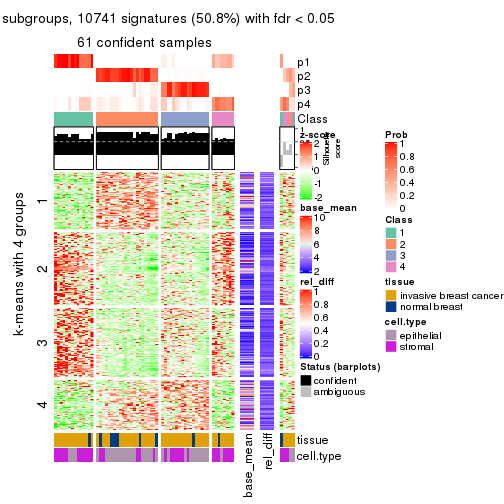 subgroups, 10741 signatures (50.8%) with fdr < 0.05
61 confident samples
p1
p2
p3
p4
Class
1
Silhouette
score
k-means with 4 groups
1
2
3
4
base_mean
rel_diff
tissue
cell.type
z-score
2
1
0
-1
-2
base_mean
10
8
6
4
2
rel_diff
1
0.8
0.6
0.4
0.2
0
Status (barplots)
confident
ambiguous
Prob
1
0.8
0.6
0.4
0.2
0
Class
1
2
3
4
tissue
invasive breast cancer
normal breast
cell.type
epithelial
stromal